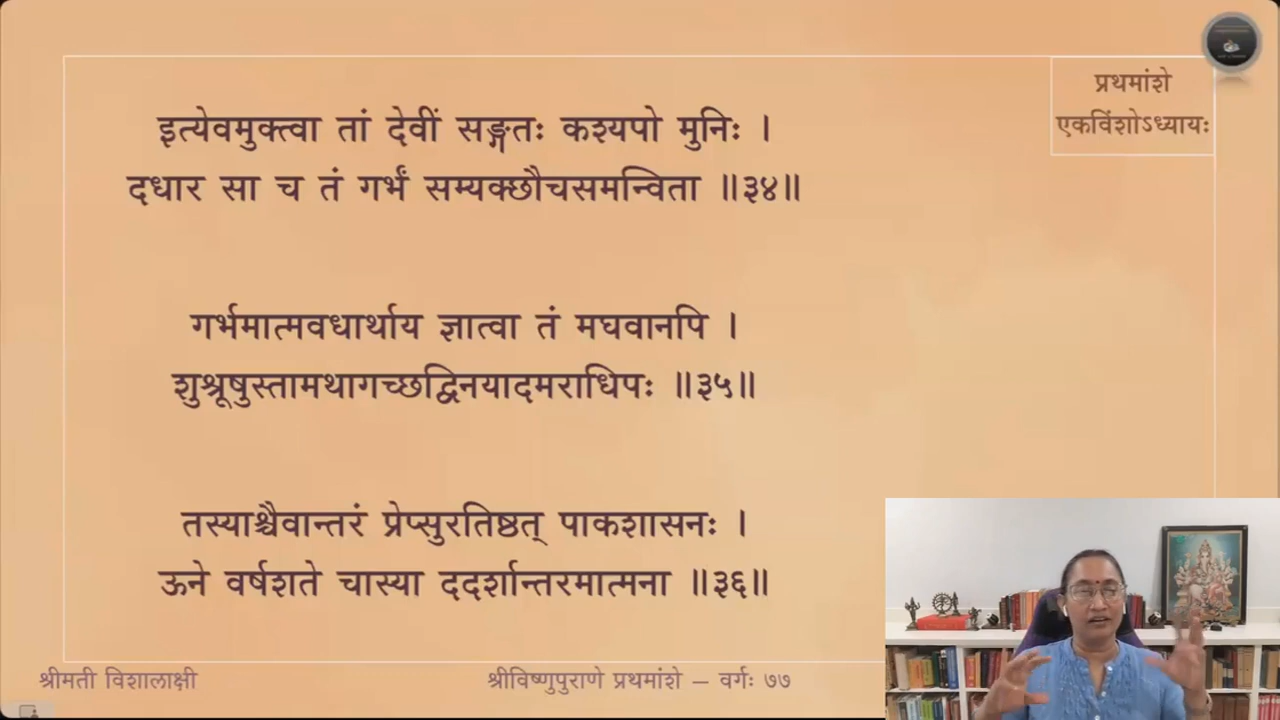 प्रथमांशे
एकविंशोऽध्यायः
इत्येवमुक्त्वा तां देवीं सङ्गतः कश्यपो मुनिः ।
दधार सा च तं गर्भं सम्यक्छौचसमन्विता ॥३४॥
गर्भमात्मवधार्थाय ज्ञात्वा तं मघवानपि ।
शुश्रूषुस्तामथागच्छद्विनयादमराधिपः ॥३५॥
तस्याश्चैवान्तरं प्रेप्सुरतिष्ठत् पाकशासनः ।
ऊने वर्षशते चास्या ददर्शान्तरमात्मना ॥३६॥
श्रीमती विशालाक्षी
श्रीविष्णुपुराणे प्रथमांशे – वर्गः ७७